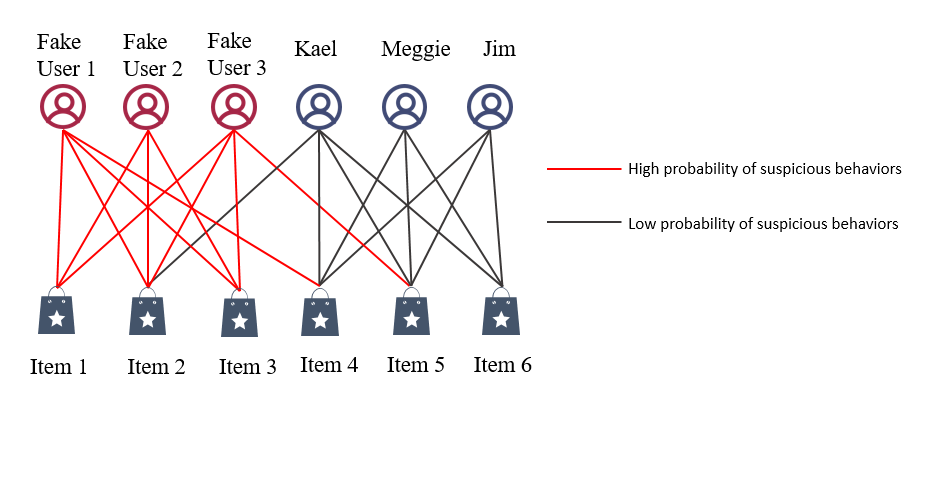 Fake
User 1
Fake
User 2
Fake
User 3
Kael
Meggie
Jim
High probability of suspicious behaviors
Low probability of suspicious behaviors
Item 1
Item 2
Item 3
Item 4
Item 5
Item 6